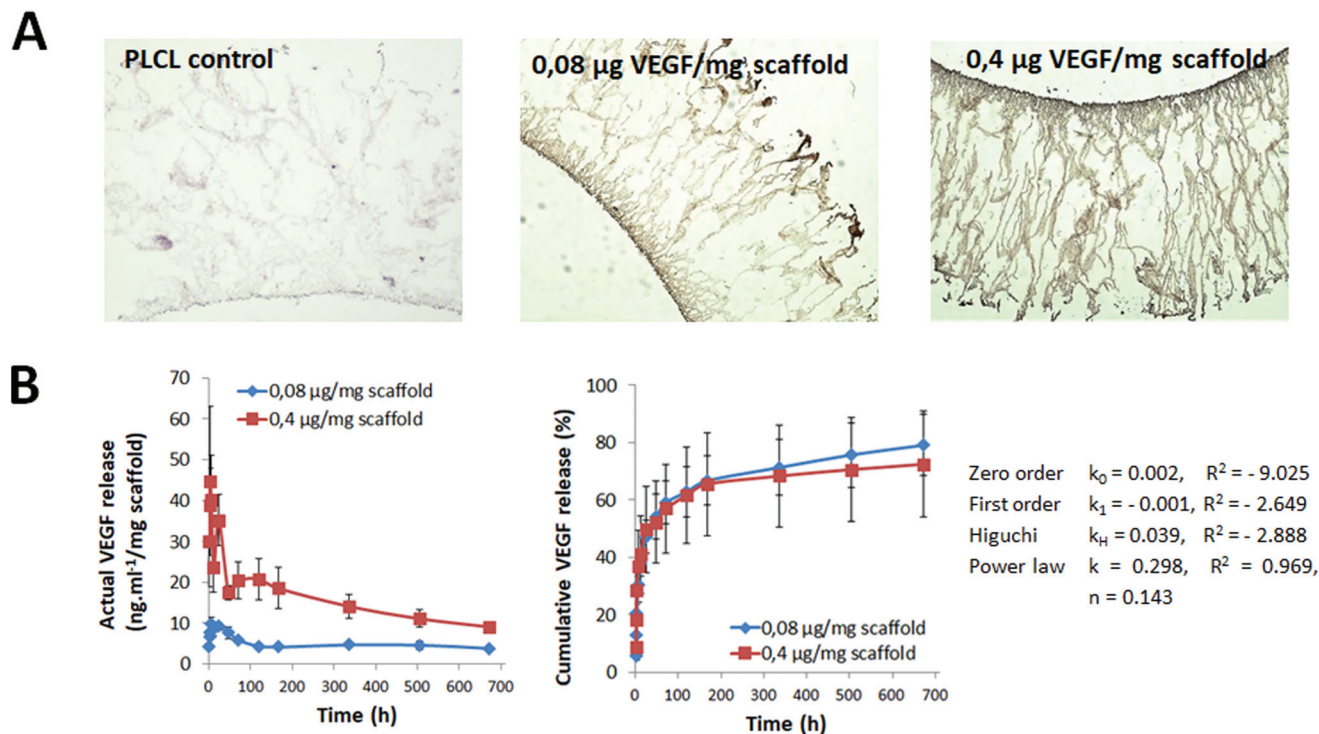 A
PLCL control
0,08 µg VEGF/mg scaffold
0,4 µg VEGF/mg scaffold
B
Actual VEGF release
(ng.ml⁻¹/mg scaffold)
70
60
50
40
30
20
10
0
0,08 µg/mg scaffold
0,4 µg/mg scaffold
0 100 200 300 400 500 600 700
Time (h)
Cumulative VEGF release (%)
100
80
60
40
20
0
0,08 µg/mg scaffold
0,4 µg/mg scaffold
0 100 200 300 400 500 600 700
Time (h)
Zero order k₀ = 0.002, R² = - 9.025
First order k₁ = - 0.001, R² = - 2.649
Higuchi kH = 0.039, R² = - 2.888
Power law k = 0.298, R² = 0.969,
n = 0.143